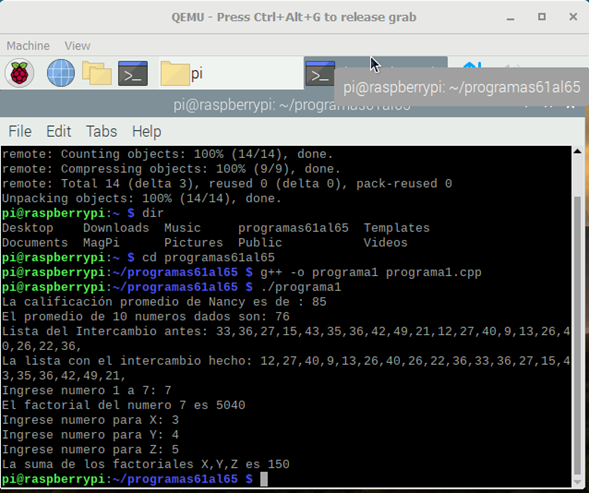 QEMU - Press Ctrl+Alt+G to release grab
Machine View
pi
pi@raspberrypi: ~/programas61al65
pi@raspberrypi: ~/programas61al65
File Edit Tabs Help
remote: Counting objects: 100% (14/14), done.
remote: Compressing objects: 100% (9/9), done.
remote: Total 14 (delta 3), reused 0 (delta 0), pack-reused 0
Unpacking objects: 100% (14/14), done.
pi@raspberrypi:~ $ dir
Desktop Downloads Music programas61al65 Templates
Documents MagPi Pictures Public Videos
pi@raspberrypi:~ $ cd programas61al65
pi@raspberrypi:~/programas61al65 $ g++ -o programa1 programa1.cpp
pi@raspberrypi:~/programas61al65 $ ./programa1
La calificación promedio de Nancy es de : 85
El promedio de 10 numeros dados son: 76
Lista del Intercambio antes: 33,36,27,15,43,35,36,42,49,21,12,27,40,9,13,26,4
0,26,22,36,
La lista con el intercambio hecho: 12,27,40,9,13,26,40,26,22,36,33,36,27,15,4
3,35,36,42,49,21,
Ingrese numero 1 a 7: 7
El factorial del numero 7 es 5040
Ingrese numero para X: 3
Ingrese numero para Y: 4
Ingrese numero para Z: 5
La suma de los factoriales X,Y,Z es 150
pi@raspberrypi:~/programas61al65 $